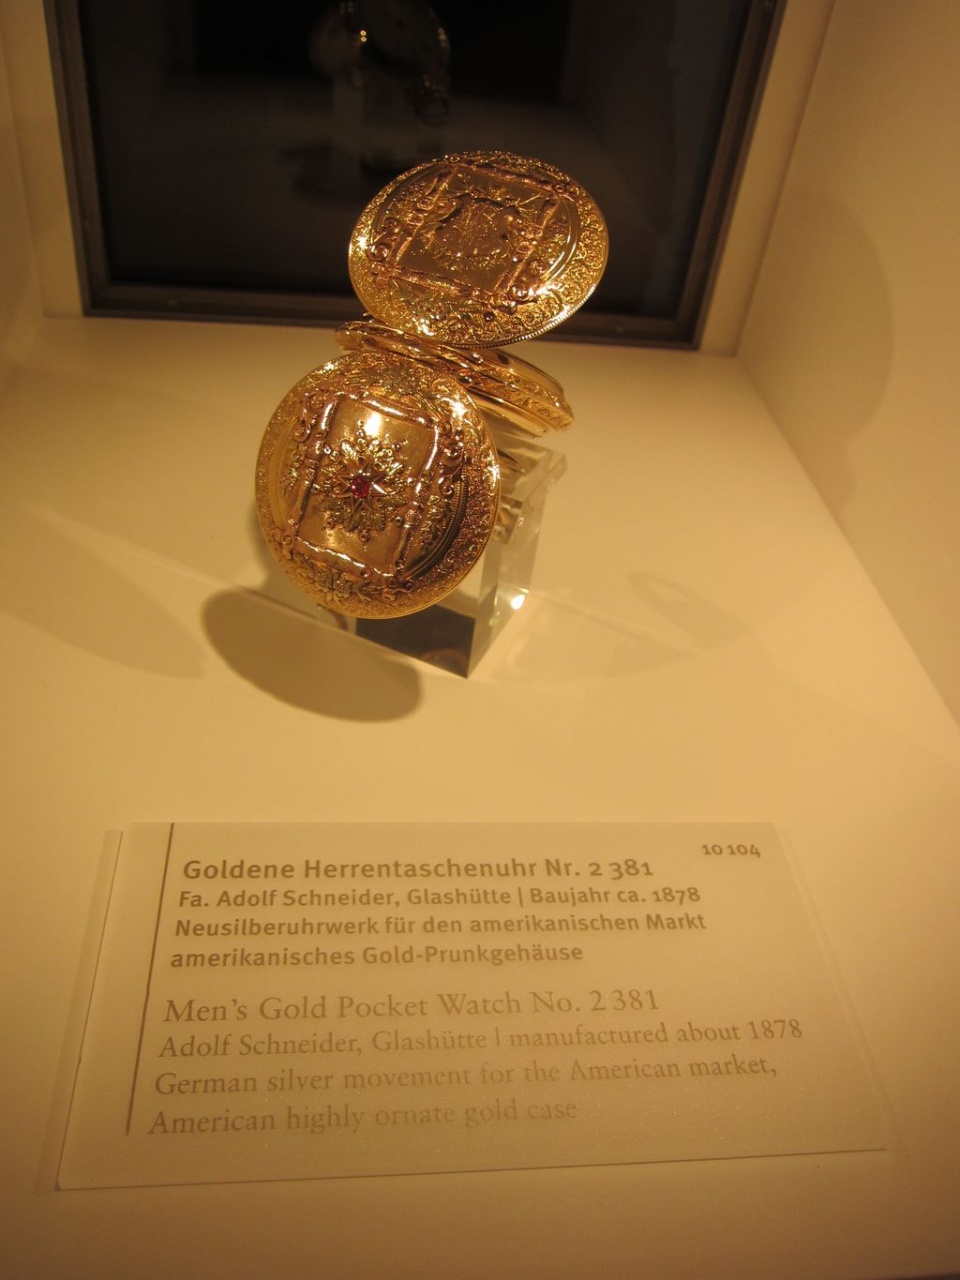 10 104
Goldene Herrentaschenuhr Nr. 2 381
Fa. Adolf Schneider, Glashütte | Baujahr ca. 1878
Neusilberuhrwerk für den amerikanischen Markt
amerikanisches Gold-Prunkgehäuse
Men's Gold Pocket Watch No. 2 381
Adolf Schneider, Glashütte | manufactured about 1878
German silver movement for the American market,
American highly ornate gold case